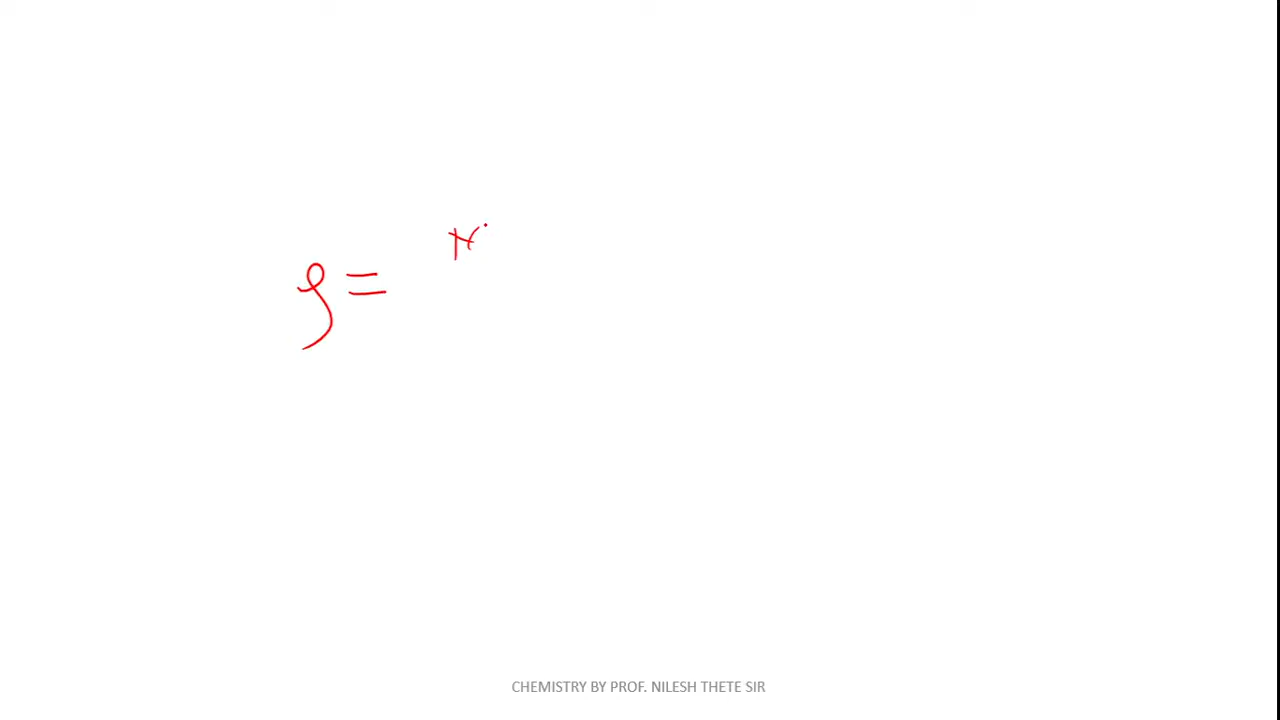 ρ =
CHEMISTRY BY PROF. NILESH THETE SIR